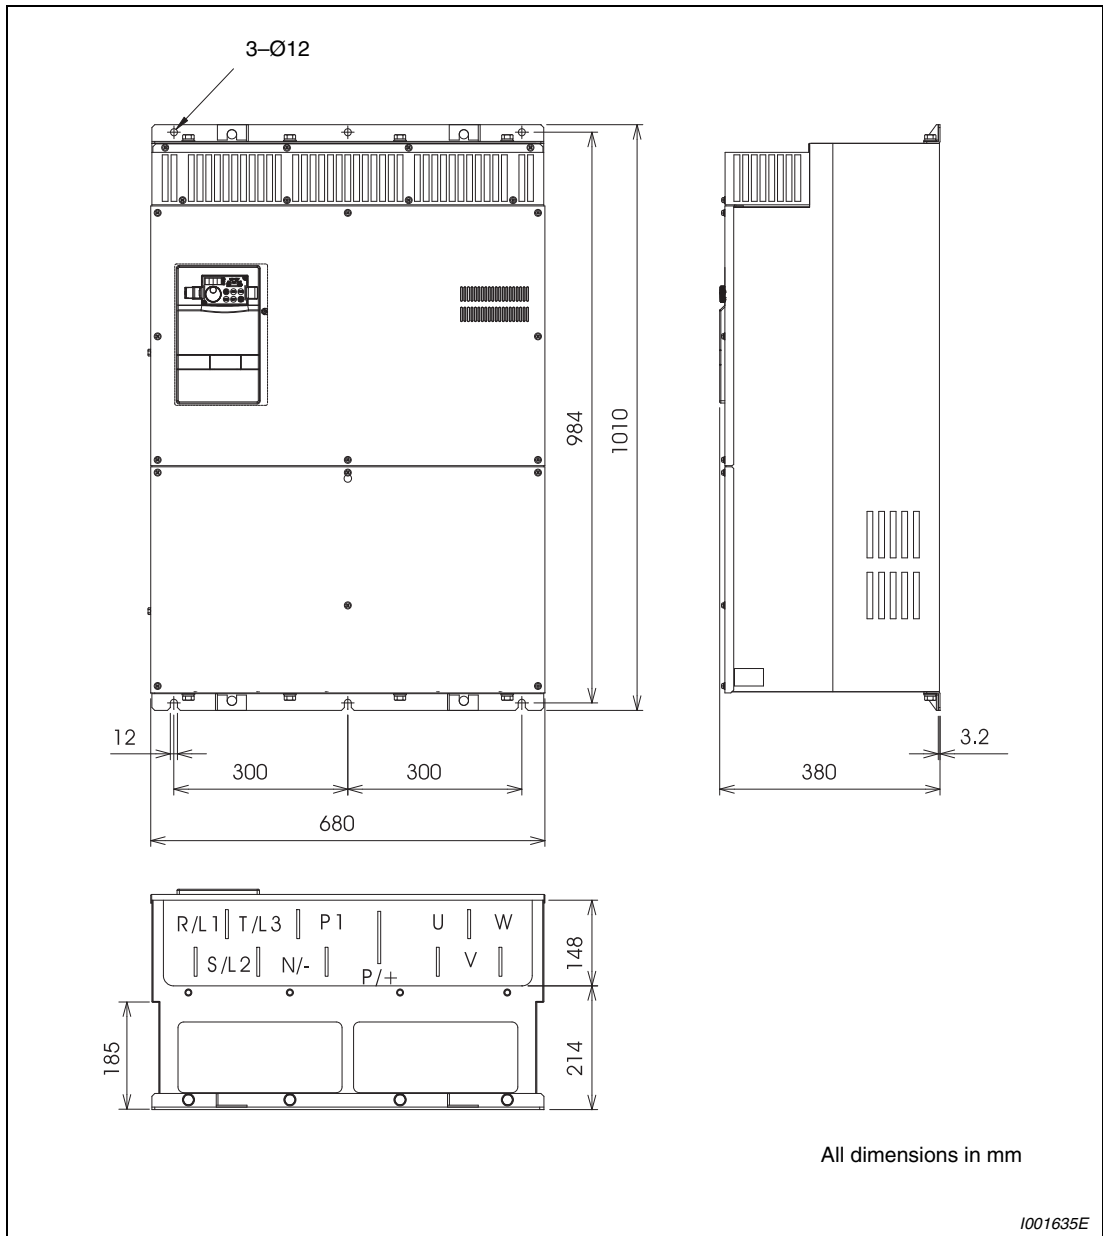 3–Ø12
984
1010
12
300
300
680
3.2
380
R/L1 T/L3 P1 U W
S/L2 N/- P/+ V
148
185
214
All dimensions in mm
I001635E